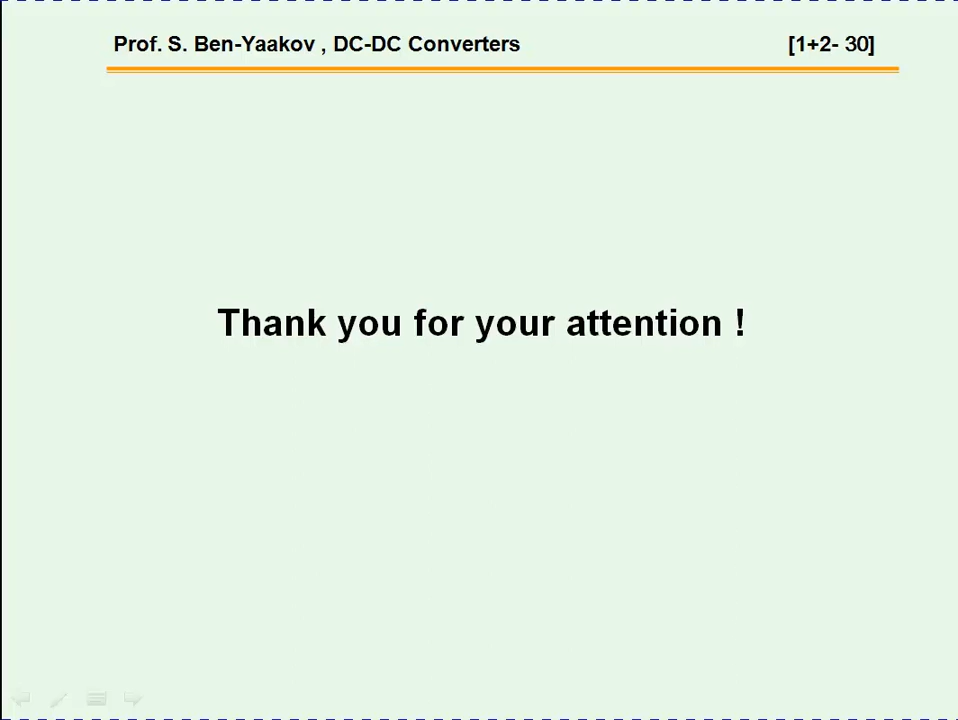 Prof. S. Ben-Yaakov , DC-DC Converters [1+2- 30]
Thank you for your attention !